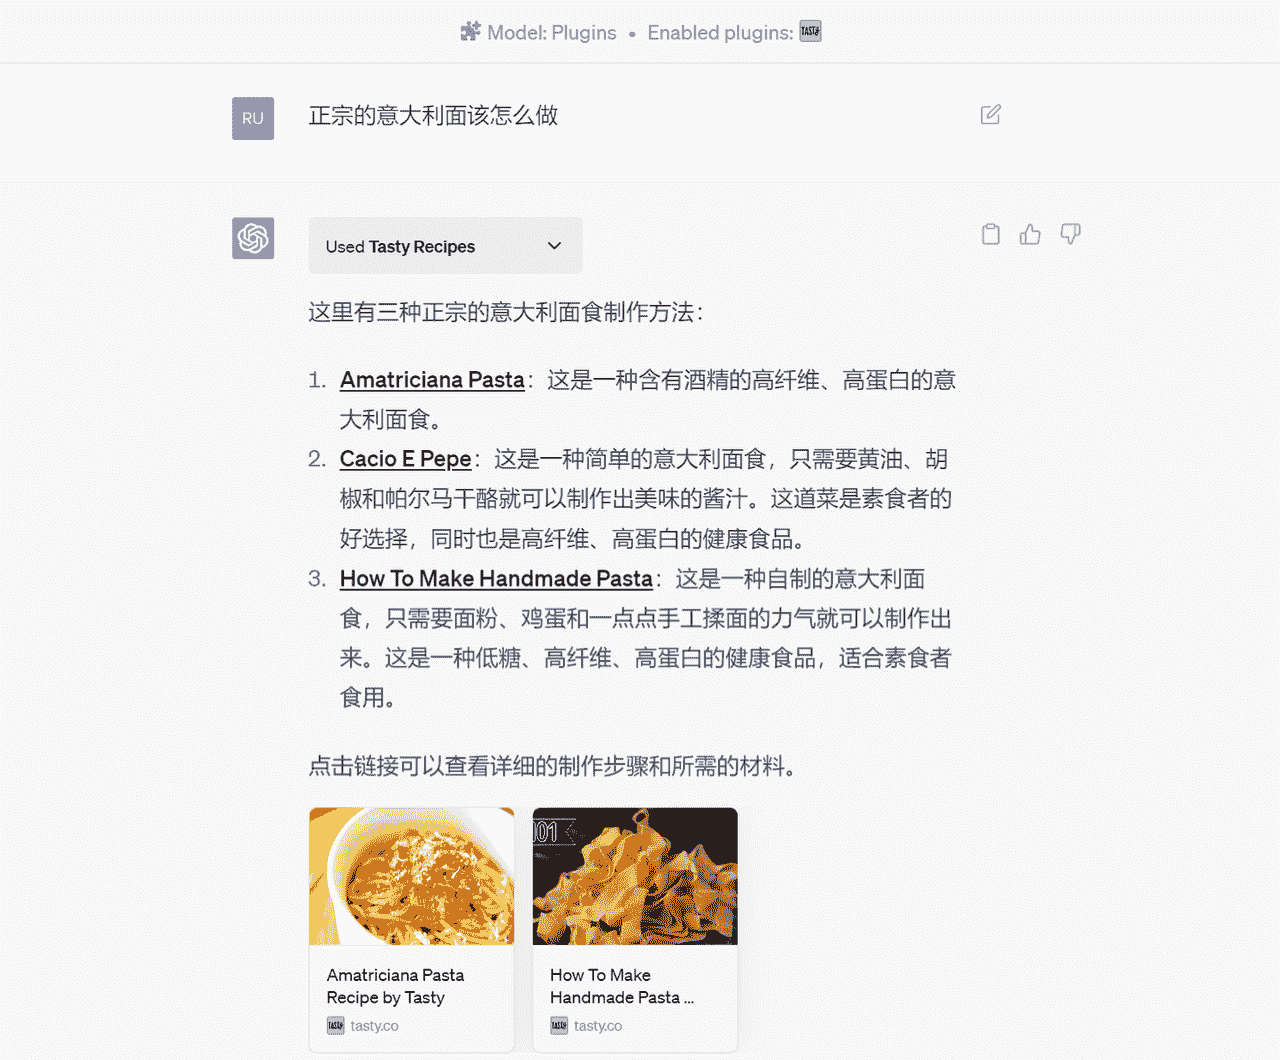 Model: Plugins • Enabled plugins: TASTY
RU
正宗的意大利面该怎么做
Used Tasty Recipes
这里有三种正宗的意大利面食制作方法：
1. Amatriciana Pasta：这是一种含有酒精的高纤维、高蛋白的意
大利面食。
2. Cacio E Pepe：这是一种简单的意大利面食，只需要黄油、胡
椒和帕尔马干酪就可以制作出美味的酱汁。这道菜是素食者的
好选择，同时也是高纤维、高蛋白的健康食品。
3. How To Make Handmade Pasta：这是一种自制的意大利面
食，只需要面粉、鸡蛋和一点点手工揉面的力气就可以制作出
来。这是一种低糖、高纤维、高蛋白的健康食品，适合素食者
食用。
点击链接可以查看详细的制作步骤和所需的材料。
Amatriciana Pasta
Recipe by Tasty
TASTY tasty.co
101
How To Make
Handmade Pasta ...
TASTY tasty.co